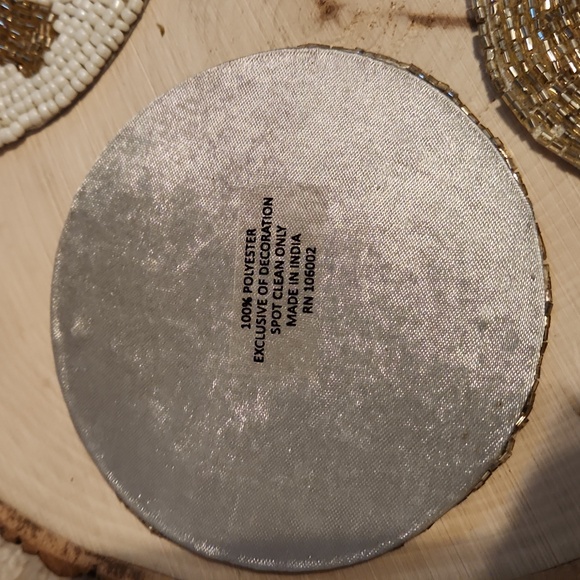 100% POLYESTER
EXCLUSIVE OF DECORATION
SPOT CLEAN ONLY
MADE IN INDIA
RN 106002